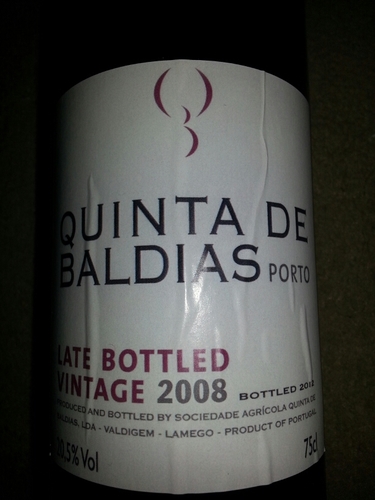 QUINTA DE
BALDIAS PORTO
LATE BOTTLED
VINTAGE 2008 BOTTLED 2012
PRODUCED AND BOTTLED BY SOCIEDADE AGRÍCOLA QUINTA DE
BALDIAS, LDA - VALDIGEM - LAMEGO - PRODUCT OF PORTUGAL
20,5% Vol 75cl